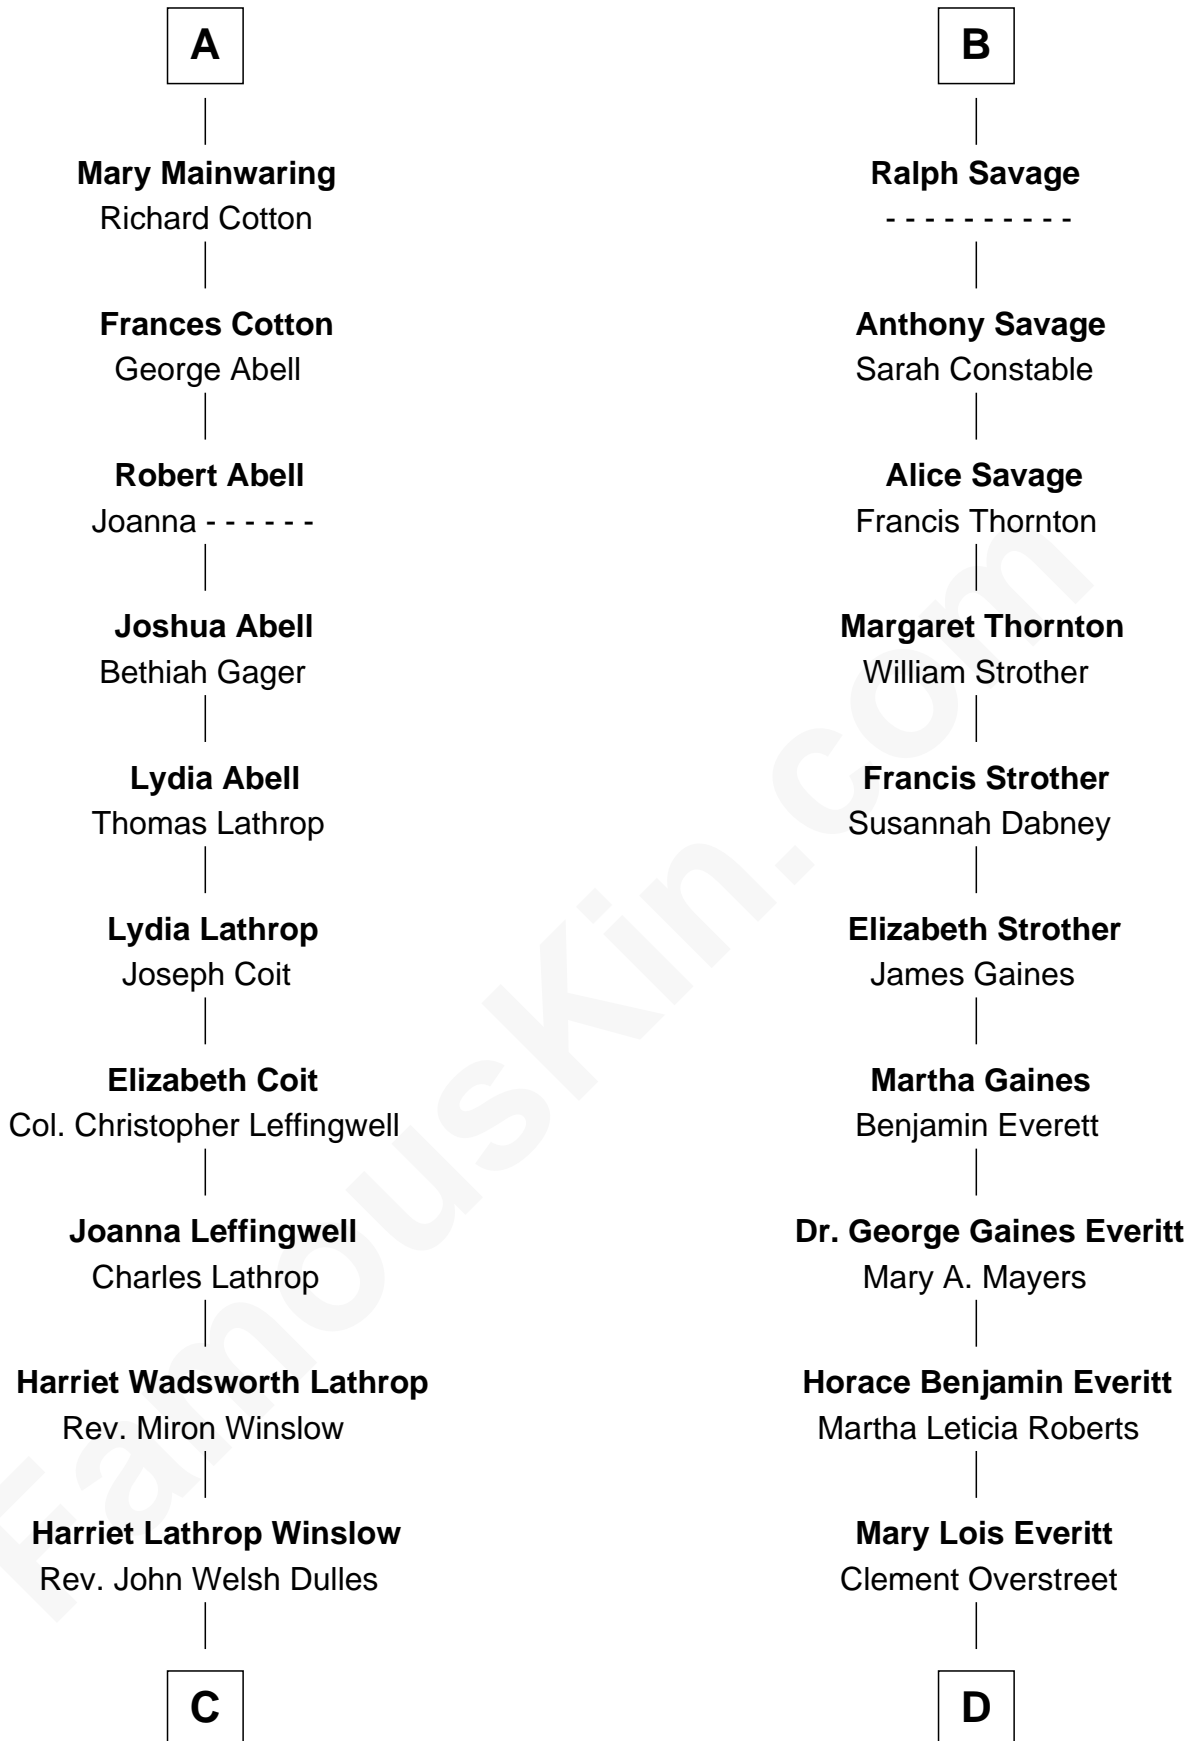 A
Mary Mainwaring
Richard Cotton
Frances Cotton
George Abell
Robert Abell
Joanna - - - - - -
Joshua Abell
Bethiah Gager
Lydia Abell
Thomas Lathrop
Lydia Lathrop
Joseph Coit
Elizabeth Coit
Col. Christopher Leffingwell
Joanna Leffingwell
Charles Lathrop
Harriet Wadsworth Lathrop
Rev. Miron Winslow
Harriet Lathrop Winslow
Rev. John Welsh Dulles
C
B
Ralph Savage
- - - - - - - - - -
Anthony Savage
Sarah Constable
Alice Savage
Francis Thornton
Margaret Thornton
William Strother
Francis Strother
Susannah Dabney
Elizabeth Strother
James Gaines
Martha Gaines
Benjamin Everett
Dr. George Gaines Everitt
Mary A. Mayers
Horace Benjamin Everitt
Martha Leticia Roberts
Mary Lois Everitt
Clement Overstreet
D
FamousKin.com